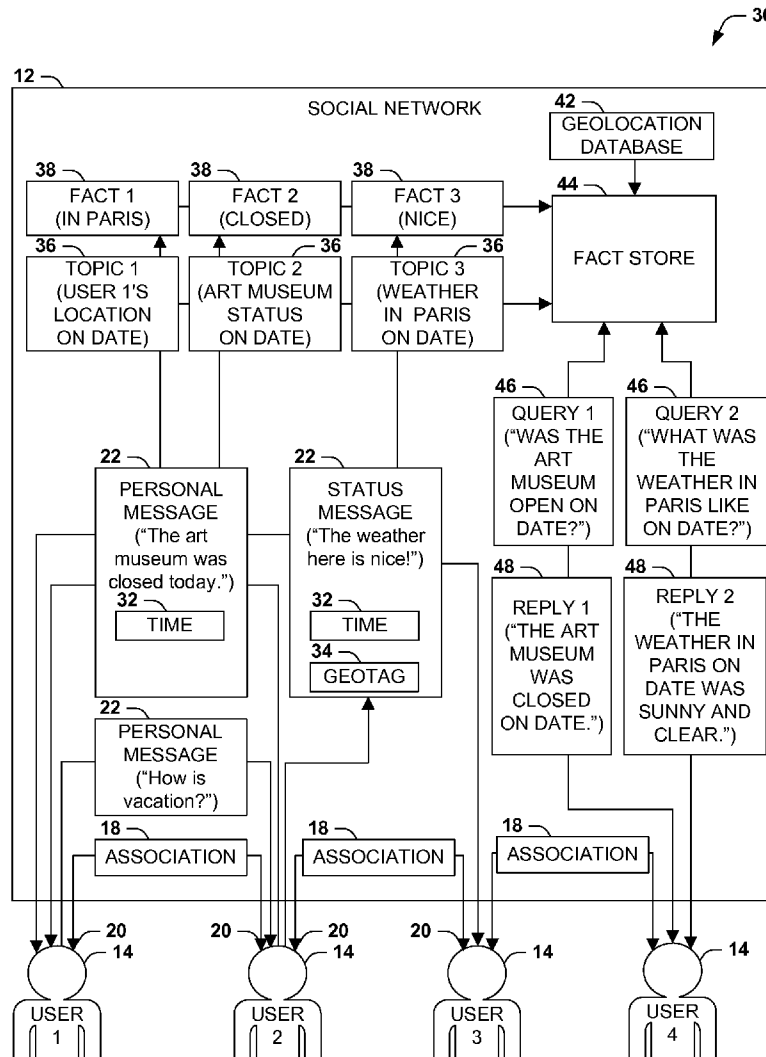 30
12
SOCIAL NETWORK
42
GEOLOCATION
DATABASE
38
FACT 1
(IN PARIS)
38
FACT 2
(CLOSED)
38
FACT 3
(NICE)
44
FACT STORE
36
TOPIC 1
(USER 1'S
LOCATION
ON DATE)
36
TOPIC 2
(ART MUSEUM
STATUS
ON DATE)
36
TOPIC 3
(WEATHER
IN PARIS
ON DATE)
46
QUERY 1
(“WAS THE
ART
MUSEUM
OPEN ON
DATE?”)
46
QUERY 2
(“WHAT WAS
THE
WEATHER IN
PARIS LIKE
ON DATE?”)
22
PERSONAL
MESSAGE
(“The art
museum was
closed today.”)
32
TIME
22
STATUS
MESSAGE
(“The weather
here is nice!”)
32
TIME
34
GEOTAG
48
REPLY 1
(“THE ART
MUSEUM
WAS
CLOSED
ON DATE.”)
48
REPLY 2
(“THE
WEATHER IN
PARIS ON
DATE WAS
SUNNY AND
CLEAR.”)
22
PERSONAL
MESSAGE
(“How is
vacation?”)
18
ASSOCIATION
18
ASSOCIATION
18
ASSOCIATION
20
14
USER
1
20
20
14
USER
2
20
14
USER
3
14
USER
4